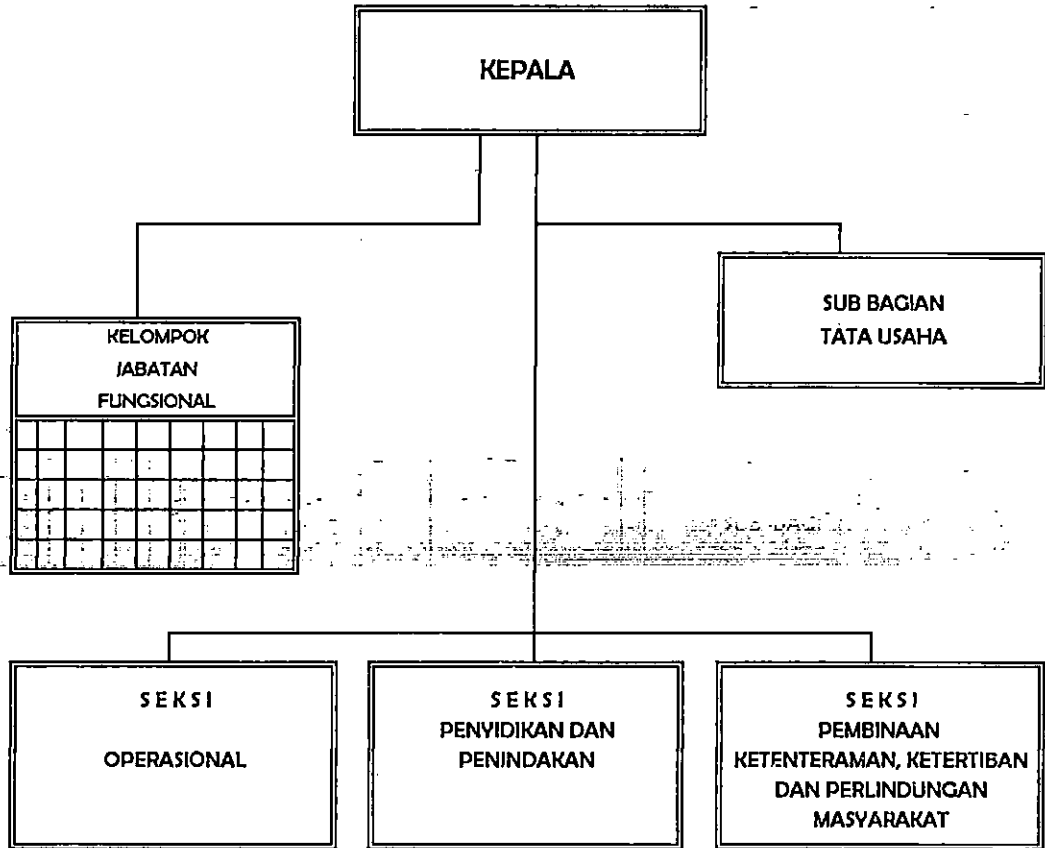 KEPALA
SUB BAGIAN
TATA USAHA
KELOMPOK
JABATAN
FUNGSIONAL
SEKSI
OPERASIONAL
SEKSI
PENYIDIKAN DAN
PENINDAKAN
SEKSI
PEMBINAAN
KETENTERAMAN, KETERTIBAN
DAN PERLINDUNGAN
MASYARAKAT